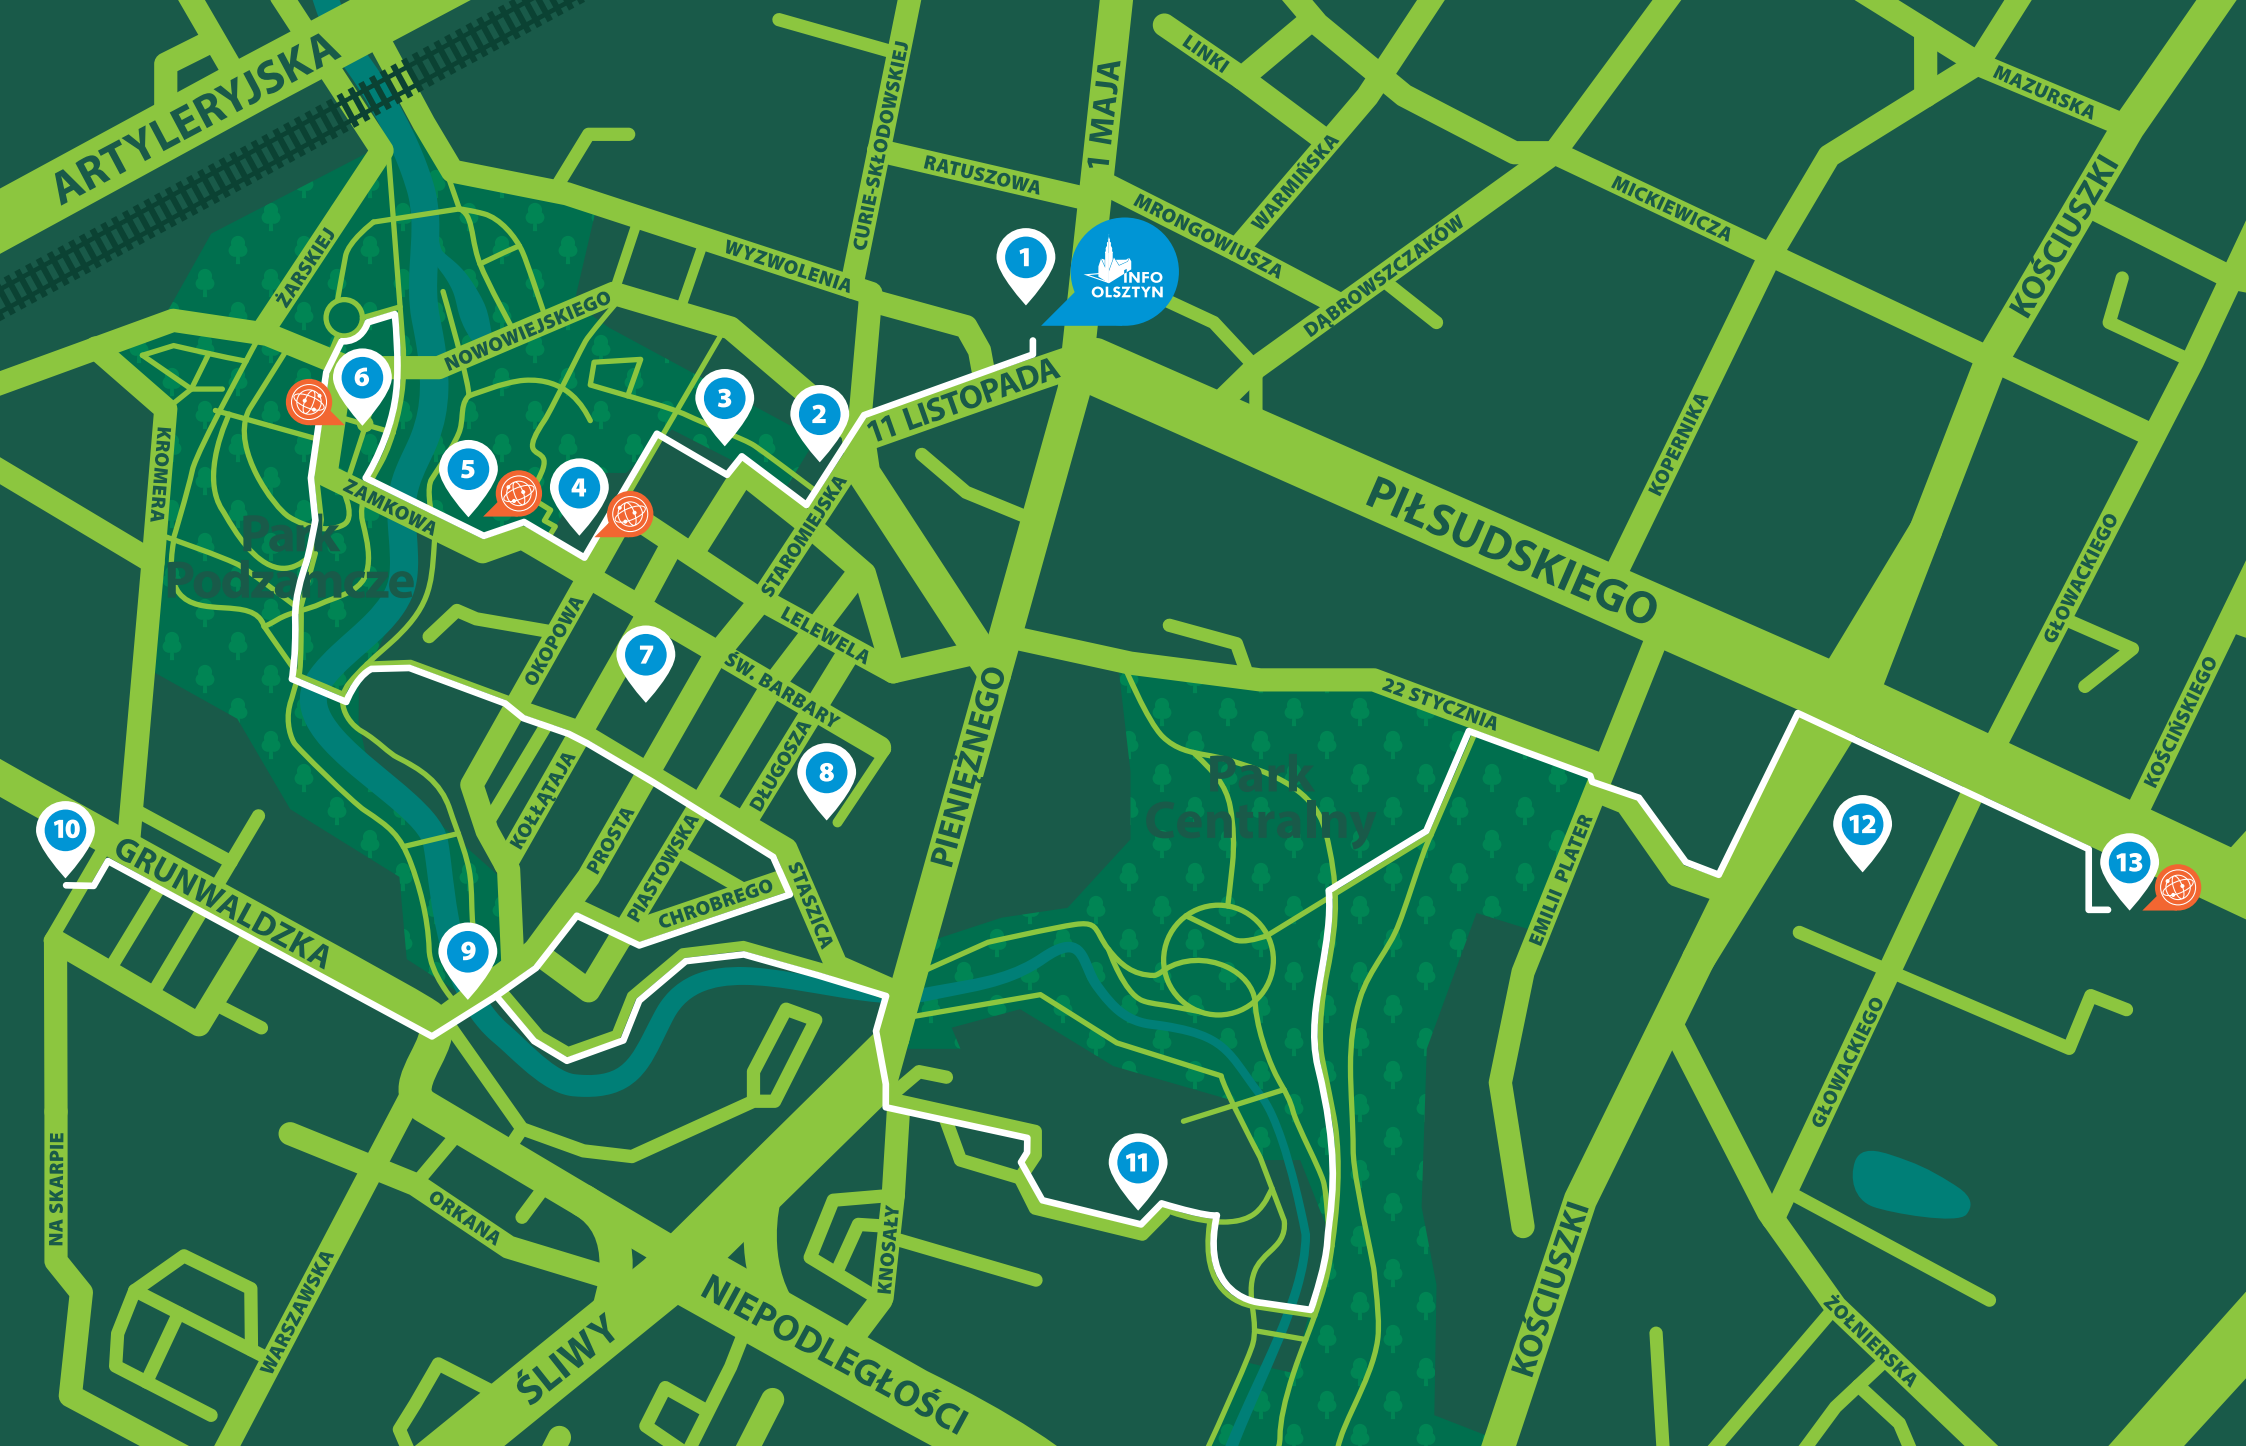 ARTYLERYJSKA
LINKI
MAZURSKA
1 MAJA
CURIE-SKŁODOWSKIEJ
RATUSZOWA
WARMIŃSKA
MICKIEWICZA
MRONGOWIUSZA
KOŚCIUSZKI
ŻARSKIEJ
WYZWOLENIA
DĄBROWSZCZAKÓW
1
INFO
OLSZTYN
NOWOWIEJSKIEGO
6
3
2
11 LISTOPADA
KROMERA
5
4
ZAMKOWA
STAROMIEJSKA
KOPERNIKA
PIŁSUDSKIEGO
Park
Podzamcze
GŁOWACKIEGO
OKOPOWA
LELEWELA
7
ŚW. BARBARY
22 STYCZNIA
KOŚCIŃSKIEGO
PIENIĘŻNEGO
DŁUGOSZA
8
Park
Centralny
KOŁŁĄTAJA
PROSTA
PIASTOWSKA
10
GRUNWALDZKA
12
13
EMILII PLATER
STASZICA
CHROBREGO
9
GŁOWACKIEGO
NA SKARPIE
11
ORKANA
KNOSAŁY
WARSZAWSKA
KOŚCIUSZKI
NIEPODLEGŁOŚCI
ŚLIWY
ŻOŁNIERSKA